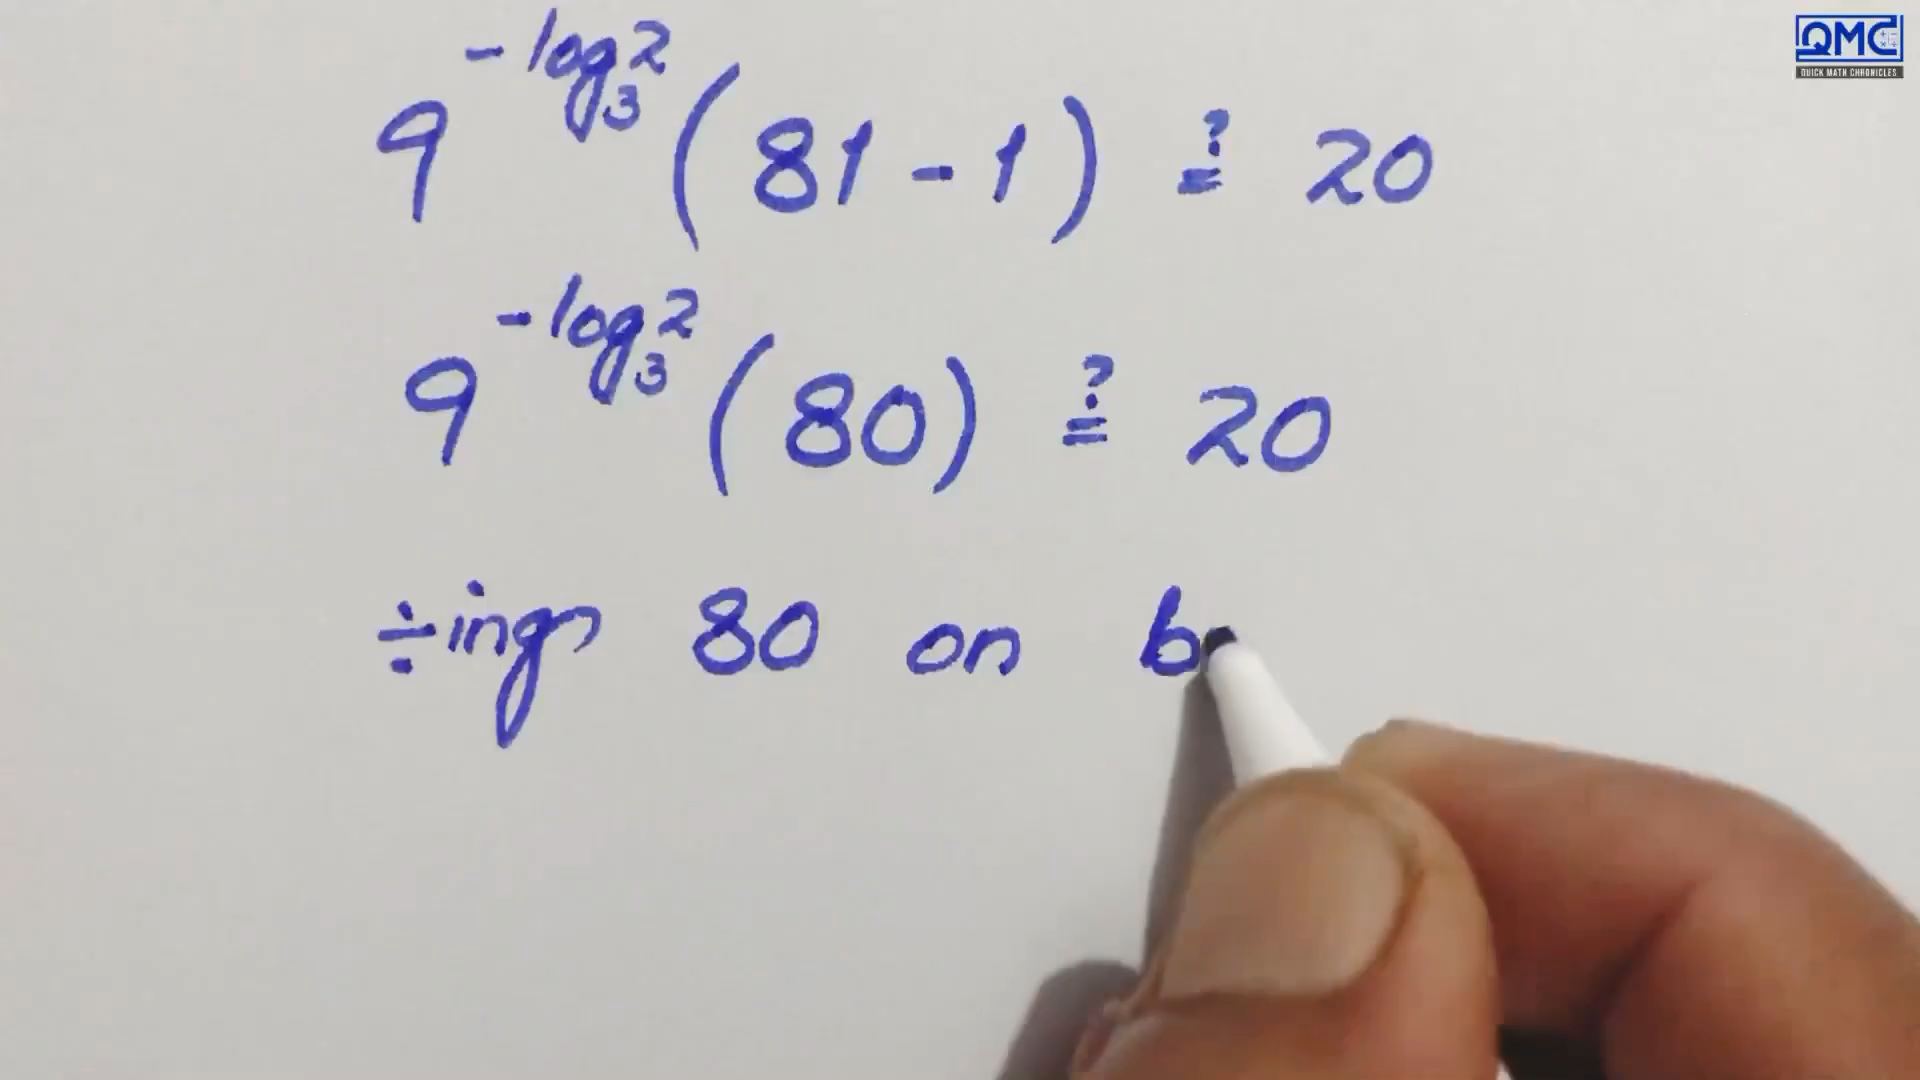 QMC
QUICK MATH CHRONICLES
9^{-log_3 2} (81 - 1) ≟ 20
9^{-log_3 2} (80) ≟ 20
÷ing 80 on